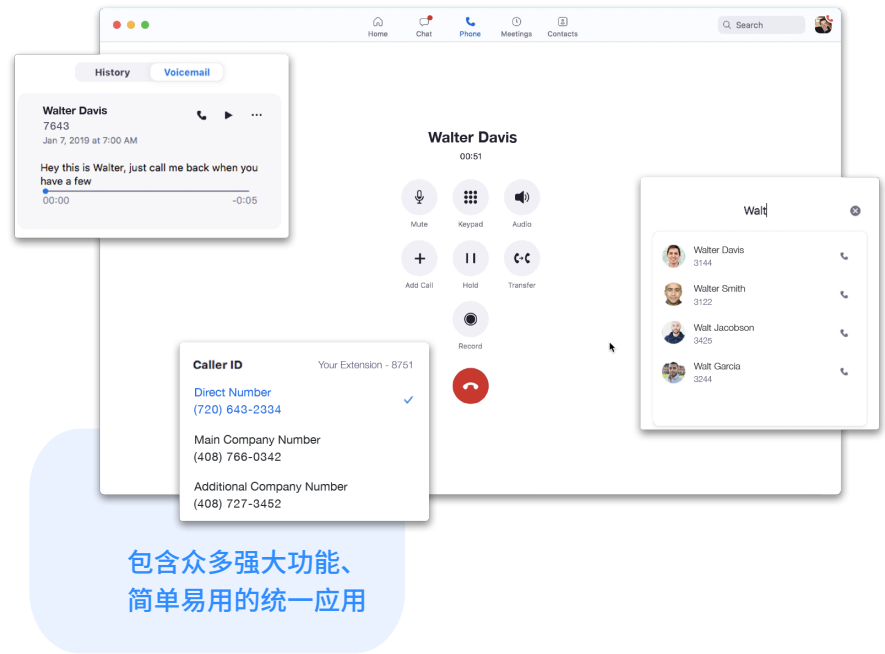 Home Chat Phone Meetings Contacts Search
History Voicemail
Walter Davis
7643
Jan 7, 2019 at 7:00 AM
Hey this is Walter, just call me back when you
have a few
00:00 -0:05
Walter Davis
00:51
Mute Keypad Audio
Add Call Hold Transfer
Record
Walt
Walter Davis
3144
Walter Smith
3122
Walt Jacobson
3425
Walt Garcia
3244
Caller ID Your Extension - 8751
Direct Number
(720) 643-2334
Main Company Number
(408) 766-0342
Additional Company Number
(408) 727-3452
包含众多强大功能、
简单易用的统一应用